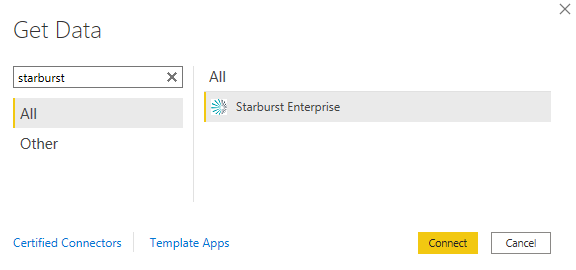 Get Data
starburst
All
Other
All
Starburst Enterprise
Certified Connectors
Template Apps
Connect
Cancel